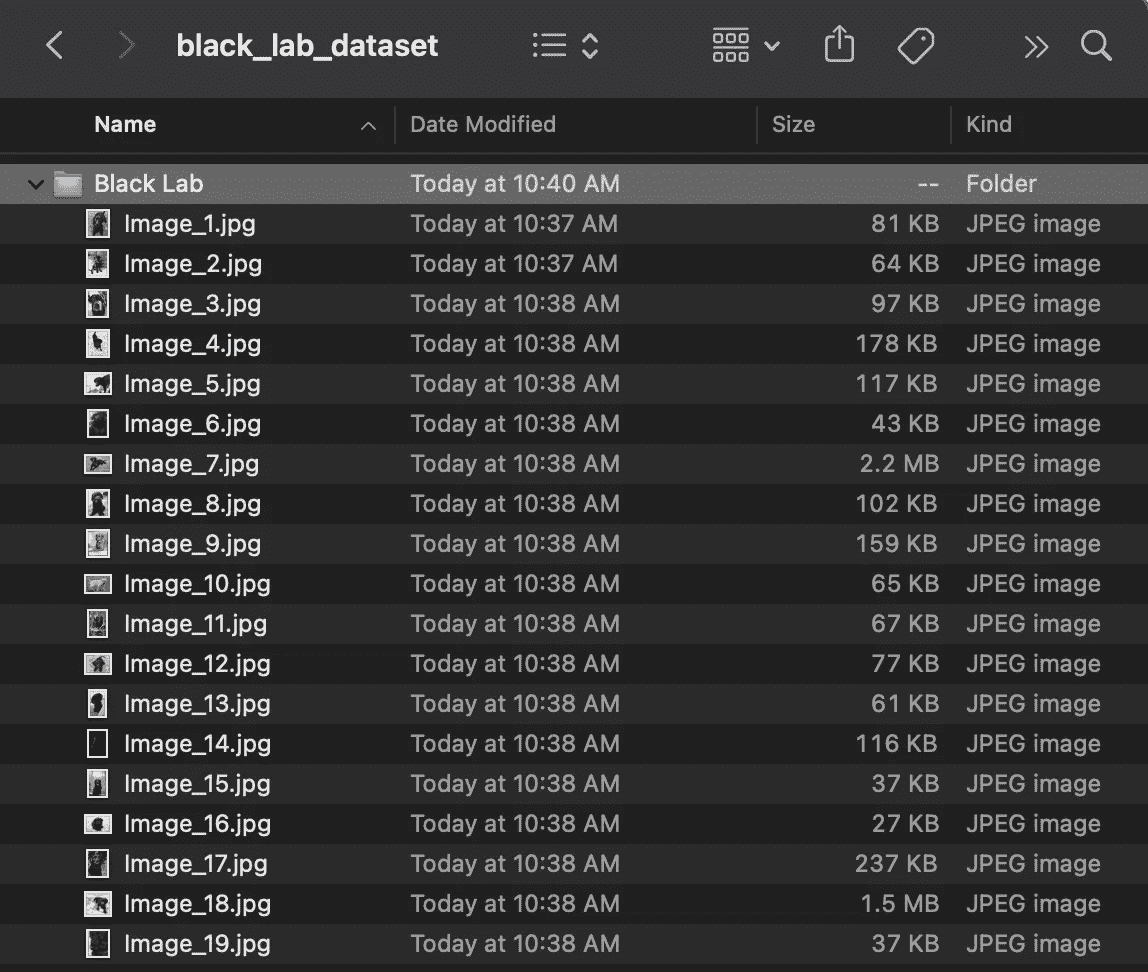 black_lab_dataset
Name Date Modified Size Kind
Black Lab Today at 10:40 AM -- Folder
Image_1.jpg Today at 10:37 AM 81 KB JPEG image
Image_2.jpg Today at 10:37 AM 64 KB JPEG image
Image_3.jpg Today at 10:38 AM 97 KB JPEG image
Image_4.jpg Today at 10:38 AM 178 KB JPEG image
Image_5.jpg Today at 10:38 AM 117 KB JPEG image
Image_6.jpg Today at 10:38 AM 43 KB JPEG image
Image_7.jpg Today at 10:38 AM 2.2 MB JPEG image
Image_8.jpg Today at 10:38 AM 102 KB JPEG image
Image_9.jpg Today at 10:38 AM 159 KB JPEG image
Image_10.jpg Today at 10:38 AM 65 KB JPEG image
Image_11.jpg Today at 10:38 AM 67 KB JPEG image
Image_12.jpg Today at 10:38 AM 77 KB JPEG image
Image_13.jpg Today at 10:38 AM 61 KB JPEG image
Image_14.jpg Today at 10:38 AM 116 KB JPEG image
Image_15.jpg Today at 10:38 AM 37 KB JPEG image
Image_16.jpg Today at 10:38 AM 27 KB JPEG image
Image_17.jpg Today at 10:38 AM 237 KB JPEG image
Image_18.jpg Today at 10:38 AM 1.5 MB JPEG image
Image_19.jpg Today at 10:38 AM 37 KB JPEG image